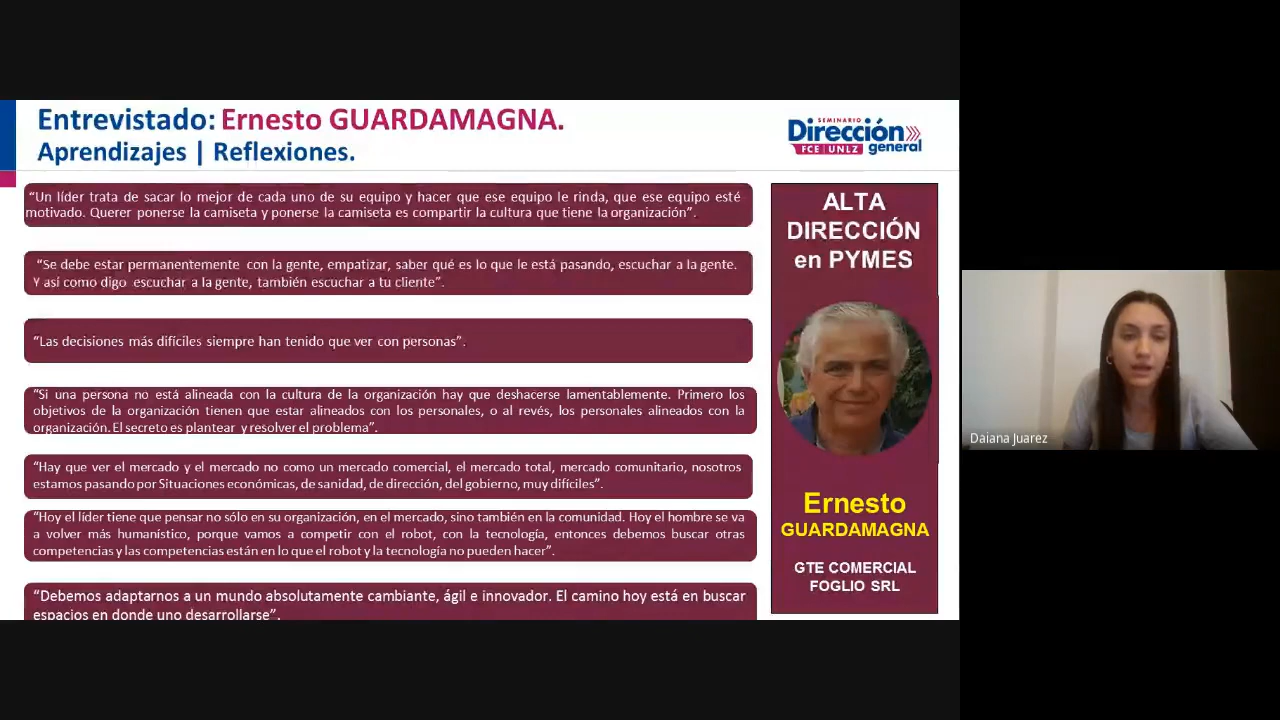 Entrevistado: Ernesto GUARDAMAGNA.
Aprendizajes | Reflexiones.
SEMINARIO
Dirección
FCE | UNLZ general
“Un líder trata de sacar lo mejor de cada uno de su equipo y hacer que ese equipo le rinda, que ese equipo esté
motivado. Querer ponerse la camiseta y ponerse la camiseta es compartir la cultura que tiene la organización”.
“Se debe estar permanentemente con la gente, empatizar, saber qué es lo que le está pasando, escuchar a la gente.
Y así como digo escuchar a la gente, también escuchar a tu cliente”.
“Las decisiones más difíciles siempre han tenido que ver con personas”.
“Si una persona no está alineada con la cultura de la organización hay que deshacerse lamentablemente. Primero los
objetivos de la organización tienen que estar alineados con los personales, o al revés, los personales alineados con la
organización. El secreto es plantear y resolver el problema”.
“Hay que ver el mercado y el mercado no como un mercado comercial, el mercado total, mercado comunitario, nosotros
estamos pasando por Situaciones económicas, de sanidad, de dirección, del gobierno, muy difíciles”.
“Hoy el líder tiene que pensar no sólo en su organización, en el mercado, sino también en la comunidad. Hoy el hombre se va
a volver más humanístico, porque vamos a competir con el robot, con la tecnología, entonces debemos buscar otras
competencias y las competencias están en lo que el robot y la tecnología no pueden hacer”.
“Debemos adaptarnos a un mundo absolutamente cambiante, ágil e innovador. El camino hoy está en buscar
espacios en donde uno desarrollarse”.
ALTA
DIRECCIÓN
en PYMES
Ernesto
GUARDAMAGNA
GTE COMERCIAL
FOGLIO SRL
Daiana Juarez